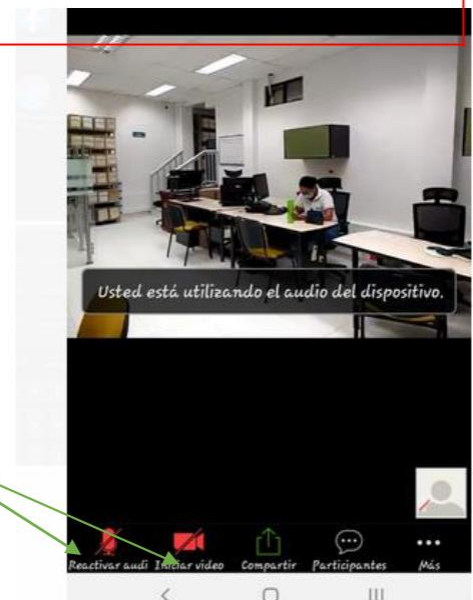 Usted está utilizando el audio del dispositivo.
Reactivar audi Iniciar video Compartir Participantes Más